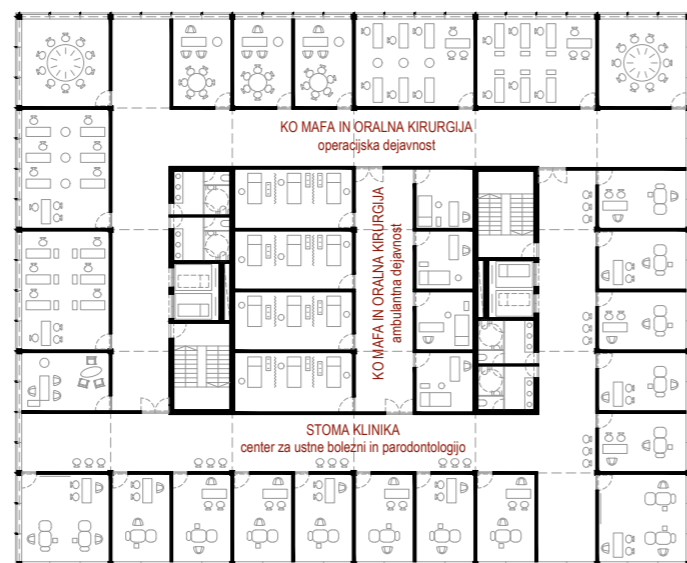 KO MAFA IN ORALNA KIRURGIJA
operacijska dejavnost
KO MAFA IN ORALNA KIRURGIJA
ambulantna dejavnost
STOMA KLINIKA
center za ustne bolezni in parodontologijo